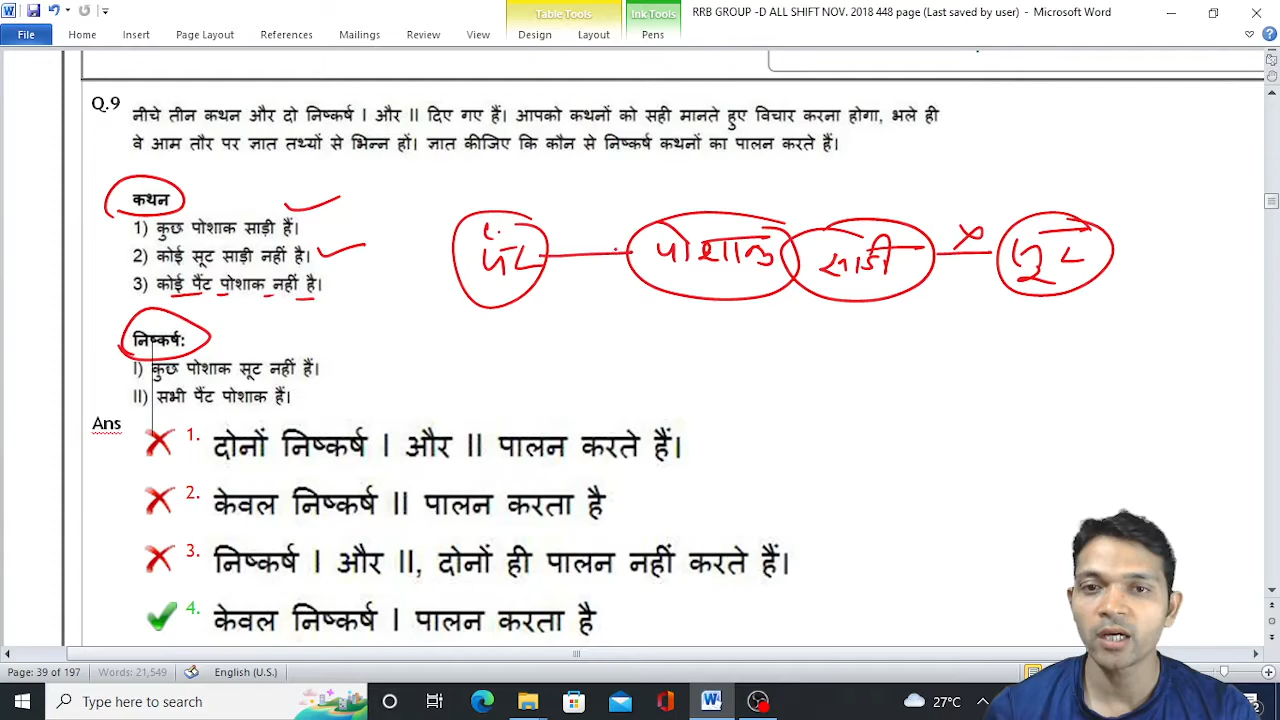 Table Tools
Ink Tools
RRB GROUP -D ALL SHIFT NOV. 2018 448 page (Last saved by user) - Microsoft Word
File Home Insert Page Layout References Mailings Review View Design Layout Pens
Q.9
नीचे तीन कथन और दो निष्कर्ष I और II दिए गए हैं। आपको कथनों को सही मानते हुए विचार करना होगा, भले ही
वे आम तौर पर ज्ञात तथ्यों से भिन्न हों। ज्ञात कीजिए कि कौन से निष्कर्ष कथनों का पालन करते हैं।
कथन
1) कुछ पोशाक साड़ी हैं।
2) कोई सूट साड़ी नहीं है।
3) कोई पैंट पोशाक नहीं है।
पैंट पोशाक साड़ी सूट
निष्कर्ष:
I) कुछ पोशाक सूट नहीं हैं।
II) सभी पैंट पोशाक हैं।
Ans
1. दोनों निष्कर्ष I और II पालन करते हैं।
2. केवल निष्कर्ष II पालन करता है
3. निष्कर्ष I और II, दोनों ही पालन नहीं करते हैं।
4. केवल निष्कर्ष I पालन करता है
Page: 39 of 197 Words: 21,549 English (U.S.)
Type here to search
27°C